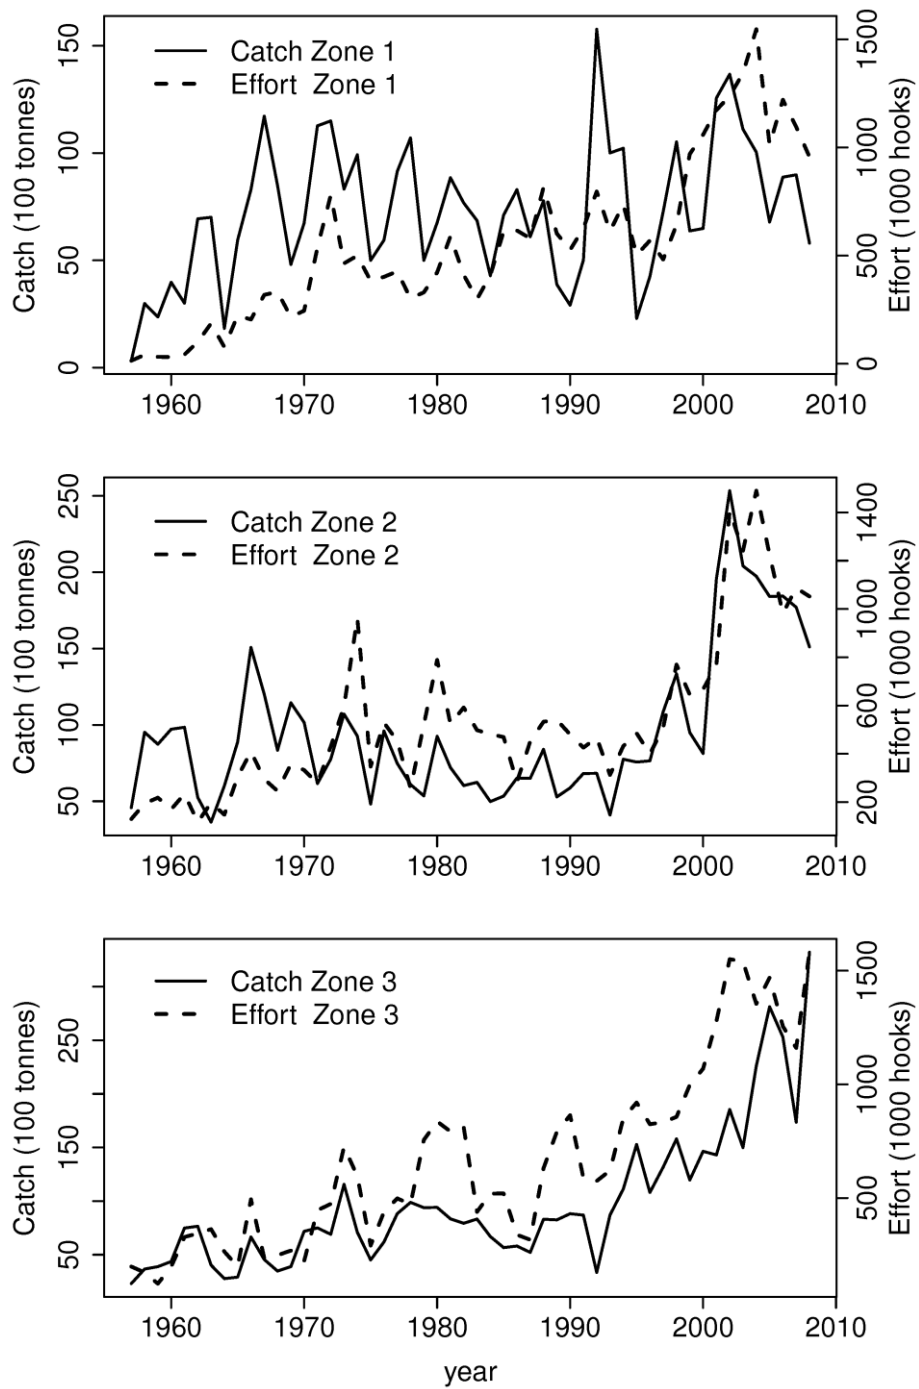 Catch Zone 1
Effort Zone 1
Catch (100 tonnes)
0 50 100 150
Effort (1000 hooks)
0 500 1000 1500
1960 1970 1980 1990 2000 2010
Catch Zone 2
Effort Zone 2
Catch (100 tonnes)
50 100 150 200 250
Effort (1000 hooks)
200 600 1000 1400
1960 1970 1980 1990 2000 2010
Catch Zone 3
Effort Zone 3
Catch (100 tonnes)
50 150 250
Effort (1000 hooks)
500 1000 1500
1960 1970 1980 1990 2000 2010
year